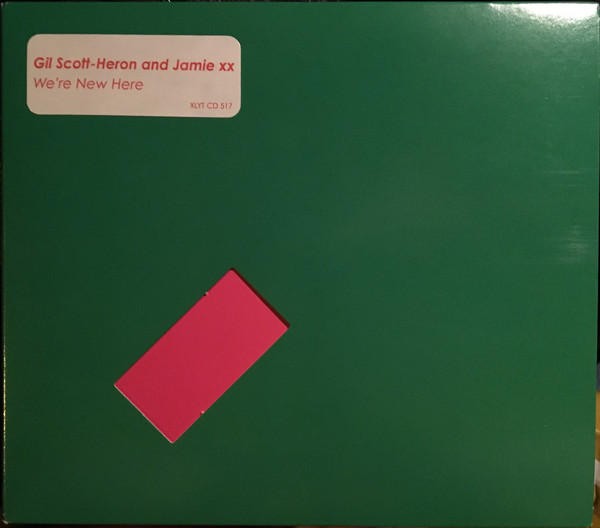 Gil Scott-Heron and Jamie xx
We're New Here
XLYT CD 517